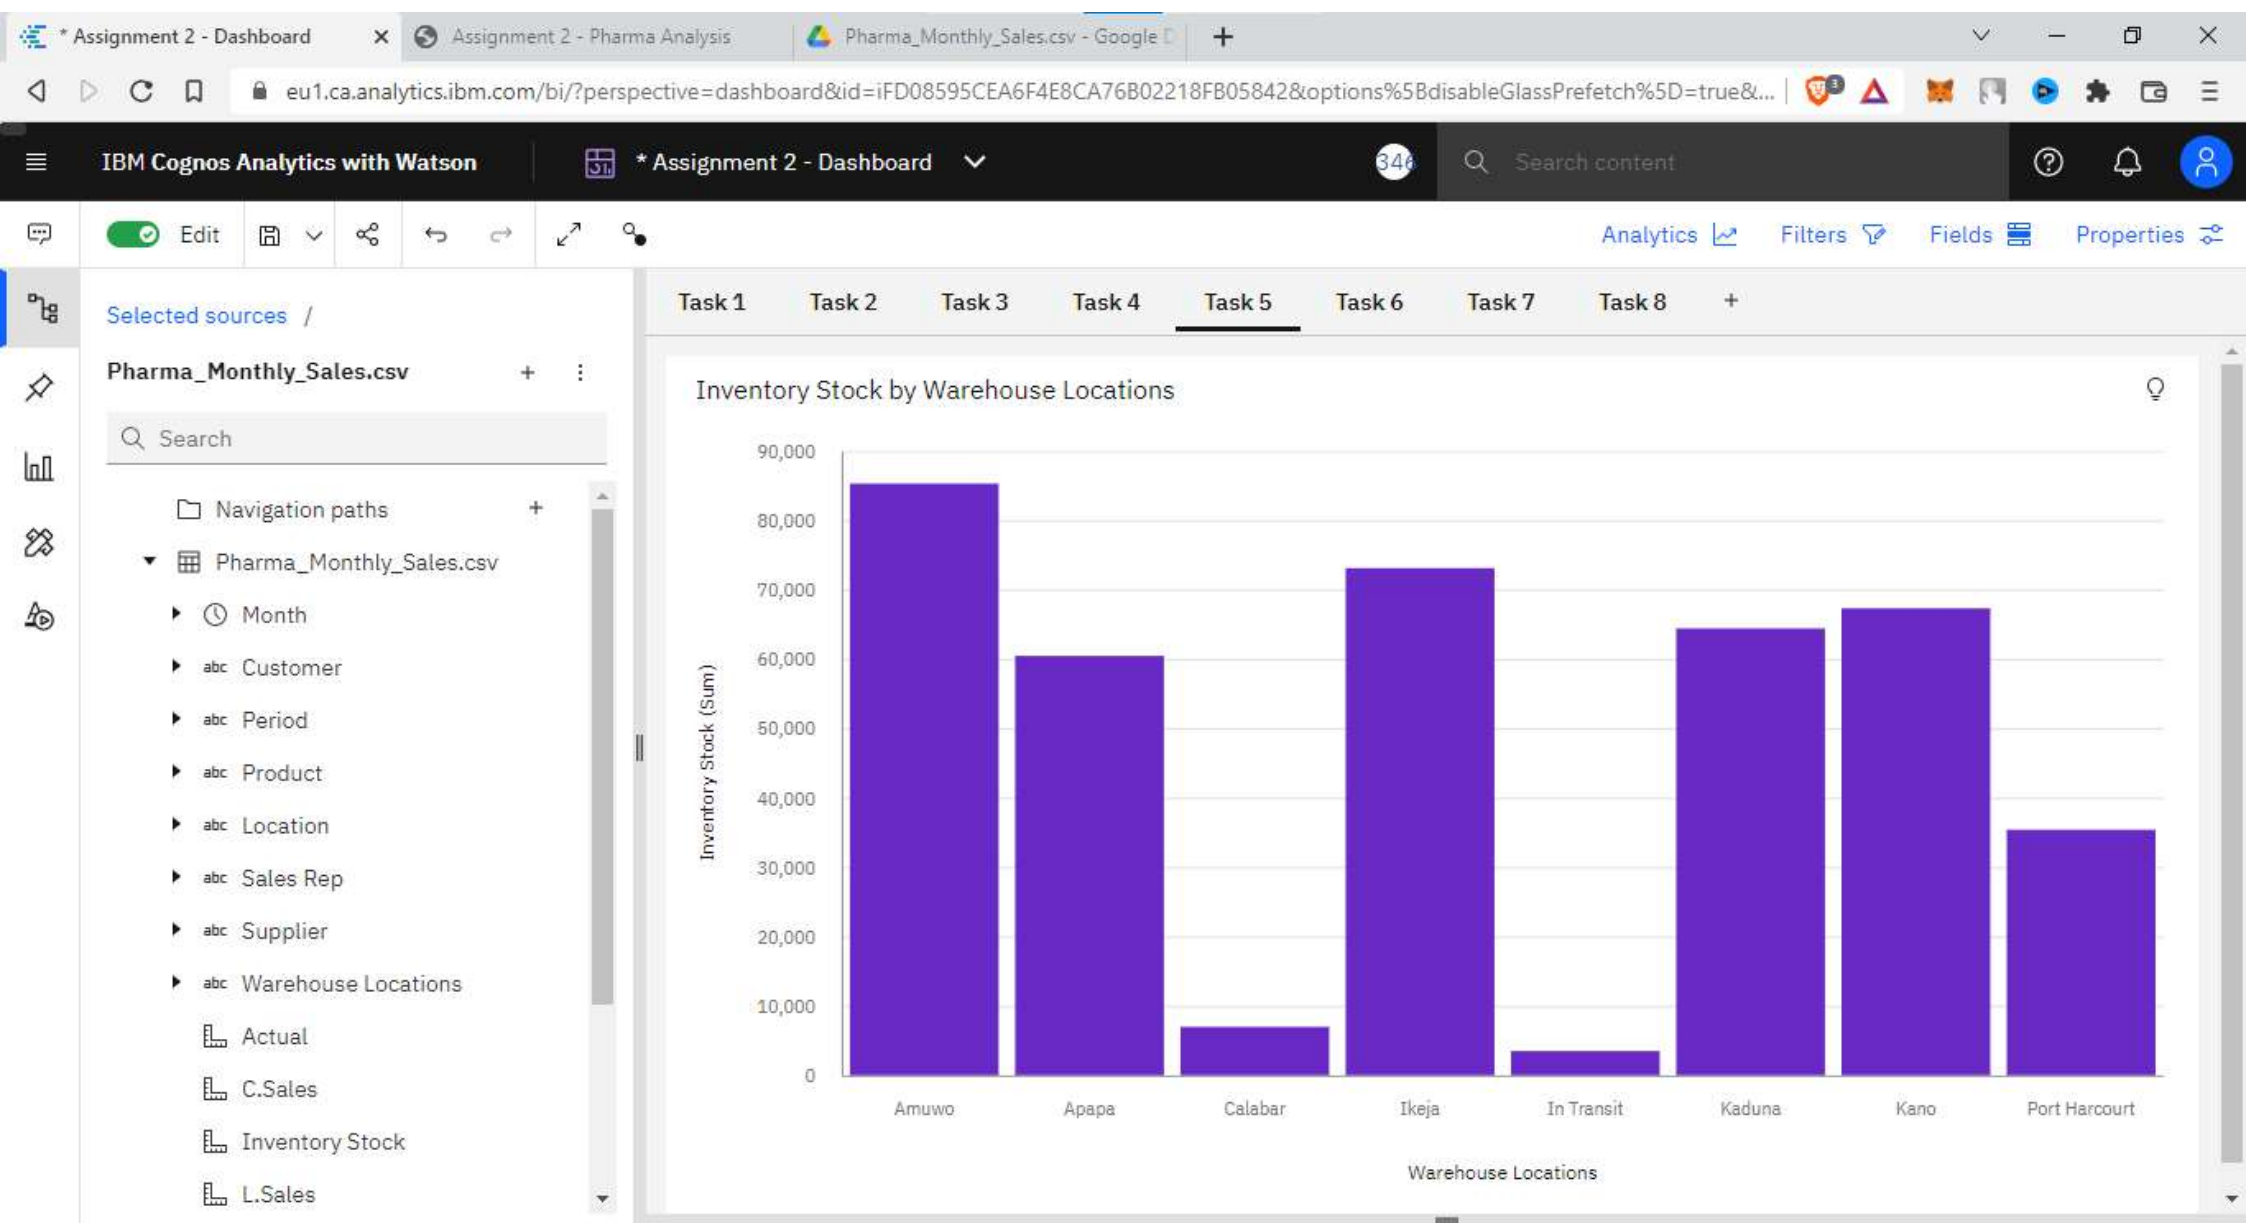 * Assignment 2 - Dashboard
Assignment 2 - Pharma Analysis
Pharma_Monthly_Sales.csv - Google D
eu1.ca.analytics.ibm.com/bi/?perspective=dashboard&id=iFD08595CEA6F4E8CA76B02218FB05842&options%5BdisableGlassPrefetch%5D=true&...
3
IBM Cognos Analytics with Watson
* Assignment 2 - Dashboard
346
Search content
Edit
Analytics
Filters
Fields
Properties
Selected sources /
Pharma_Monthly_Sales.csv
Search
Navigation paths
Pharma_Monthly_Sales.csv
Month
abc Customer
abc Period
abc Product
abc Location
abc Sales Rep
abc Supplier
abc Warehouse Locations
Actual
C.Sales
Inventory Stock
L.Sales
Task 1
Task 2
Task 3
Task 4
Task 5
Task 6
Task 7
Task 8
+
Inventory Stock by Warehouse Locations
Inventory Stock (Sum)
90,000
80,000
70,000
60,000
50,000
40,000
30,000
20,000
10,000
0
Amuwo
Apapa
Calabar
Ikeja
In Transit
Kaduna
Kano
Port Harcourt
Warehouse Locations